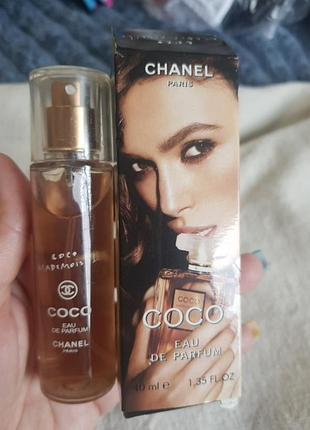 COCO
MADEMOIS
COCO
EAU
DE PARFUM
CHANEL
PARIS
CHANEL
PARIS
COCO
COCO
EAU
DE PARFUM
40 ml e 1,35 FL OZ